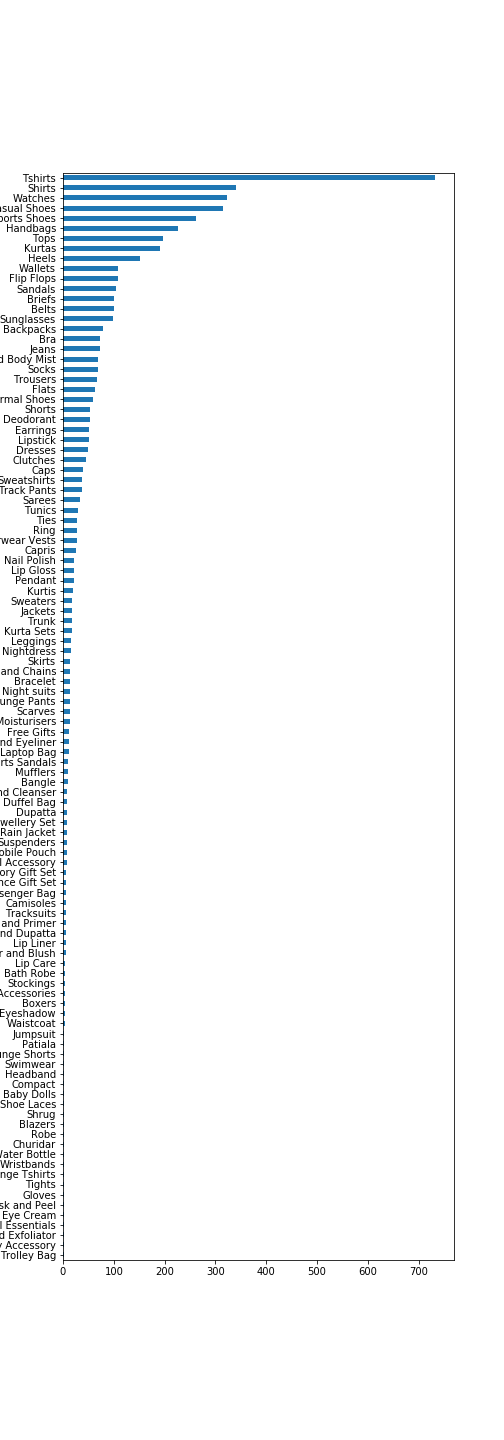 Tshirts
Shirts
Watches
asual Shoes
ports Shoes
Handbags
Tops
Kurtas
Heels
Wallets
Flip Flops
Sandals
Briefs
Belts
Sunglasses
Backpacks
Bra
Jeans
d Body Mist
Socks
Trousers
Flats
rmal Shoes
Shorts
Deodorant
Earrings
Lipstick
Dresses
Clutches
Caps
Sweatshirts
Track Pants
Sarees
Tunics
Ties
Ring
rwear Vests
Capris
Nail Polish
Lip Gloss
Pendant
Kurtis
Sweaters
Jackets
Trunk
Kurta Sets
Leggings
Nightdress
Skirts
and Chains
Bracelet
Night suits
unge Pants
Scarves
Moisturisers
Free Gifts
nd Eyeliner
Laptop Bag
rts Sandals
Mufflers
Bangle
nd Cleanser
Duffel Bag
Dupatta
wellery Set
Rain Jacket
Suspenders
obile Pouch
l Accessory
ory Gift Set
nce Gift Set
senger Bag
Camisoles
Tracksuits
and Primer
nd Dupatta
Lip Liner
r and Blush
Lip Care
Bath Robe
Stockings
Accessories
Boxers
Eyeshadow
Waistcoat
Jumpsuit
Patiala
unge Shorts
Swimwear
Headband
Compact
Baby Dolls
Shoe Laces
Shrug
Blazers
Robe
Churidar
Water Bottle
Wristbands
nge Tshirts
Tights
Gloves
sk and Peel
Eye Cream
l Essentials
d Exfoliator
y Accessory
Trolley Bag
0 100 200 300 400 500 600 700